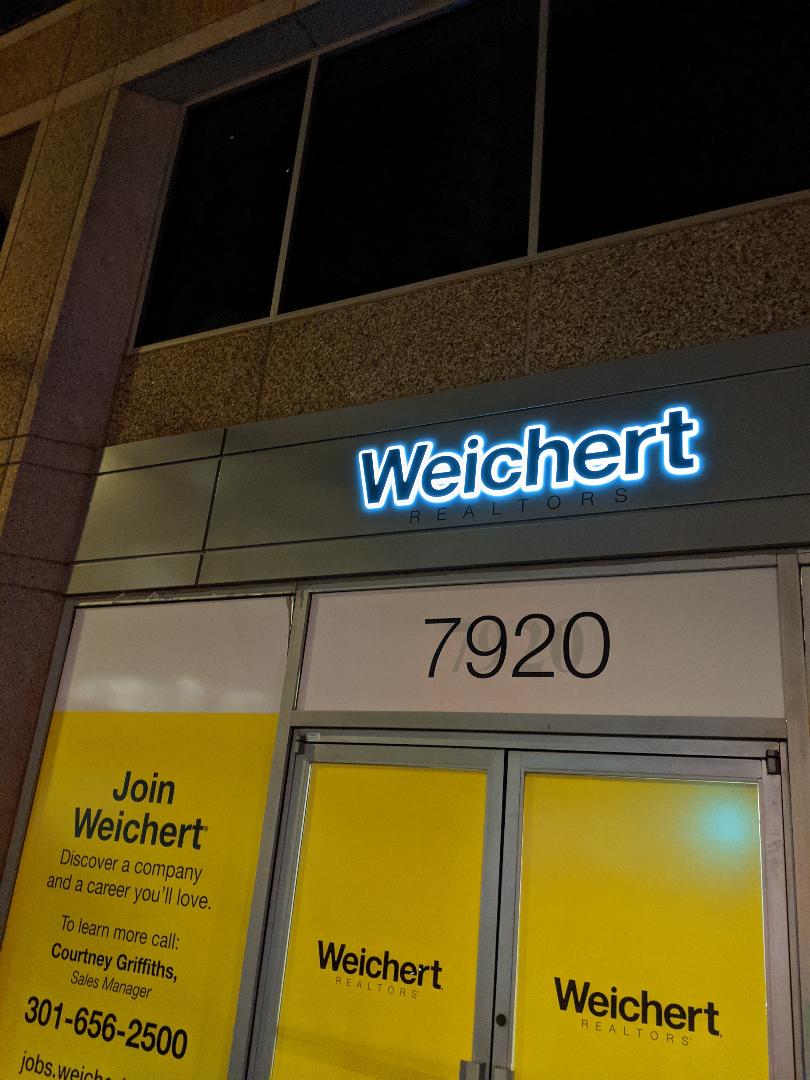 Weichert
REALTORS
7920
Join
Weichert®
Discover a company
and a career you'll love.
To learn more call:
Courtney Griffiths,
Sales Manager
301-656-2500
Weichert
REALTORS®
Weichert
REALTORS®